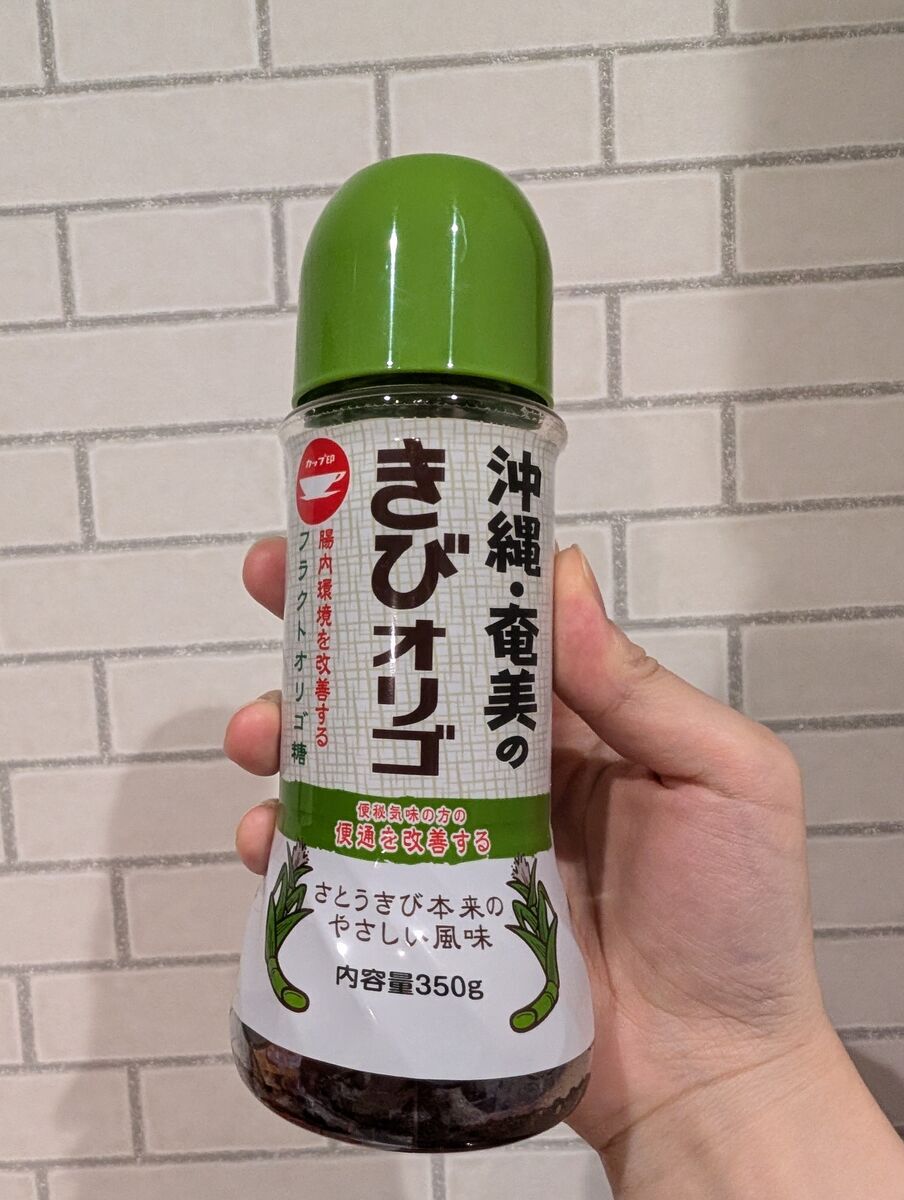 沖縄・奄美の
きびオリゴ
カップ印
腸内環境を改善する
フラクトオリゴ糖
便秘気味の方の
便通を改善する
さとうきび本来の
やさしい風味
内容量350g